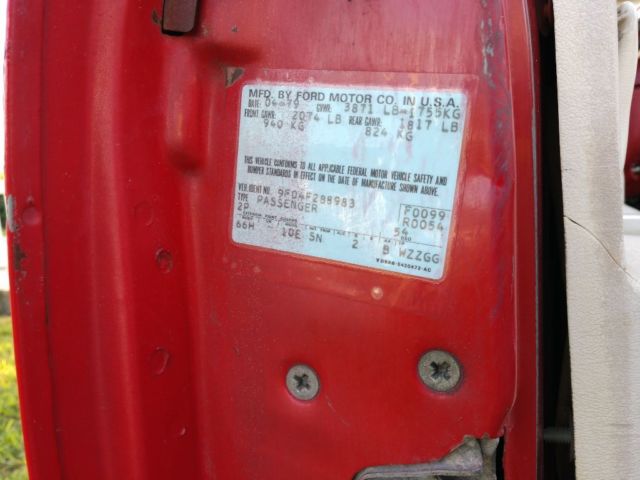 MFD. BY FORD MOTOR CO. IN U.S.A.
DATE: 04-79 GVWR: 3871 LB=1755KG
FRONT GAWR: 2074 LB REAR GAWR: 1817 LB
940 KG 824 KG
THIS VEHICLE CONFORMS TO ALL APPLICABLE FEDERAL MOTOR VEHICLE SAFETY AND
BUMPER STANDARDS IN EFFECT ON THE DATE OF MANUFACTURE SHOWN ABOVE.
VEH. IDENT. NO. 9F04F288983
TYPE PASSENGER F0099
2P R0054
54
66H 10E SN 2 B WZZGG